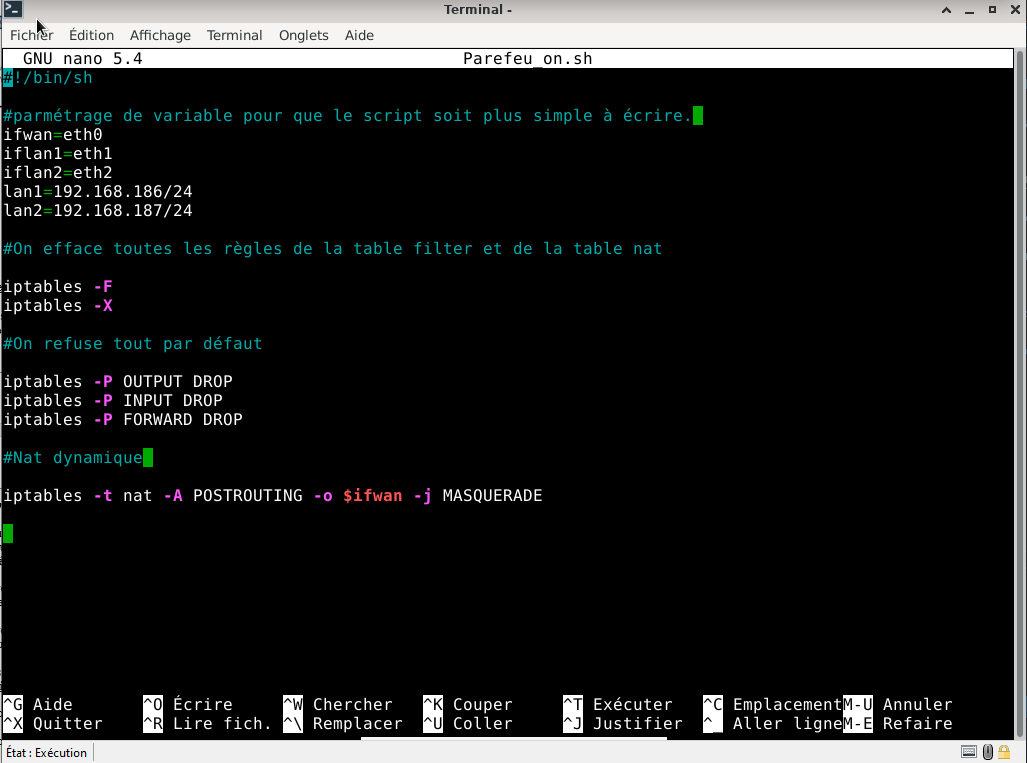 Terminal -
Fichier Édition Affichage Terminal Onglets Aide
GNU nano 5.4 Parefeu_on.sh
#!/bin/sh
#parmétrage de variable pour que le script soit plus simple à écrire.
ifwan=eth0
iflan1=eth1
iflan2=eth2
lan1=192.168.186/24
lan2=192.168.187/24
#On efface toutes les règles de la table filter et de la table nat
iptables -F
iptables -X
#On refuse tout par défaut
iptables -P OUTPUT DROP
iptables -P INPUT DROP
iptables -P FORWARD DROP
#Nat dynamique
iptables -t nat -A POSTROUTING -o $ifwan -j MASQUERADE
^G Aide ^O Écrire ^W Chercher ^K Couper ^T Exécuter ^C Emplacement M-U Annuler
^X Quitter ^R Lire fich. ^\ Remplacer ^U Coller ^J Justifier ^_ Aller ligne M-E Refaire
État : Exécution